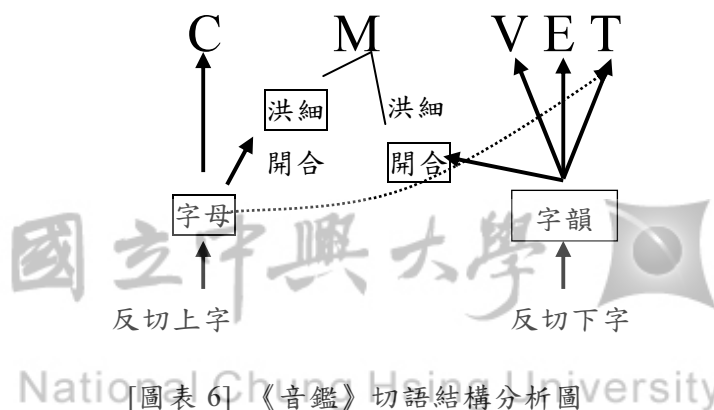 C M V E T
洪細 洪細
開合 開合
字母 字韻
國立中興大學
反切上字 反切下字
[圖表 6] 《音鑑》切語結構分析圖
National Chung Hsing University